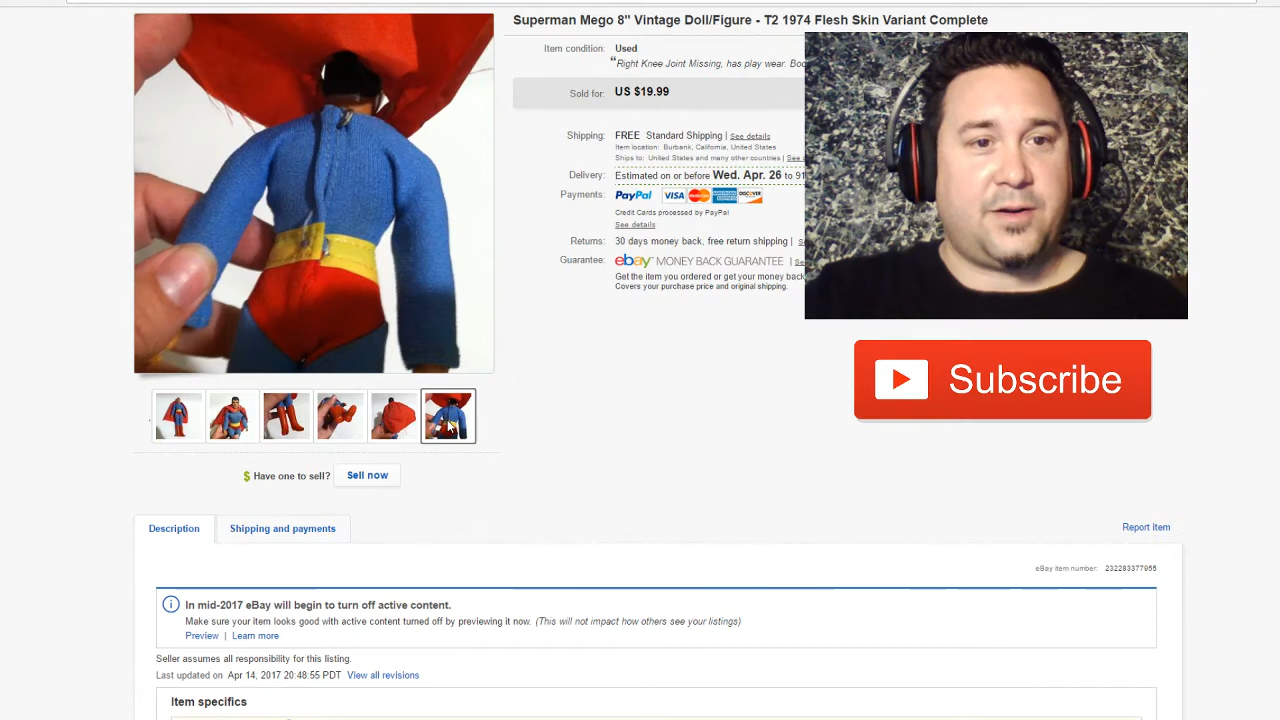 Superman Mego 8" Vintage Doll/Figure - T2 1974 Flesh Skin Variant Complete
Item condition: Used
"Right Knee Joint Missing, has play wear.
Sold for: US $19.99
Shipping: FREE Standard Shipping | See details
Item location: Burbank, California, United States
Ships to: United States and many other countries | See
Delivery: Estimated on or before Wed. Apr. 26 to
Payments: PayPal VISA MasterCard AMERICAN EXPRESS DISCOVER
Credit Cards processed by PayPal
See details
Returns: 30 days money back, free return shipping |
Guarantee: ebay MONEY BACK GUARANTEE |
Get the item you ordered or get your money back
Covers your purchase price and original shipping.
Subscribe
$ Have one to sell? Sell now
Description Shipping and payments
Report item
eBay item number: 232283377955
In mid-2017 eBay will begin to turn off active content.
Make sure your item looks good with active content turned off by previewing it now. (This will not impact how others see your listings)
Preview | Learn more
Seller assumes all responsibility for this listing.
Last updated on Apr 14, 2017 20:48:55 PDT View all revisions
Item specifics